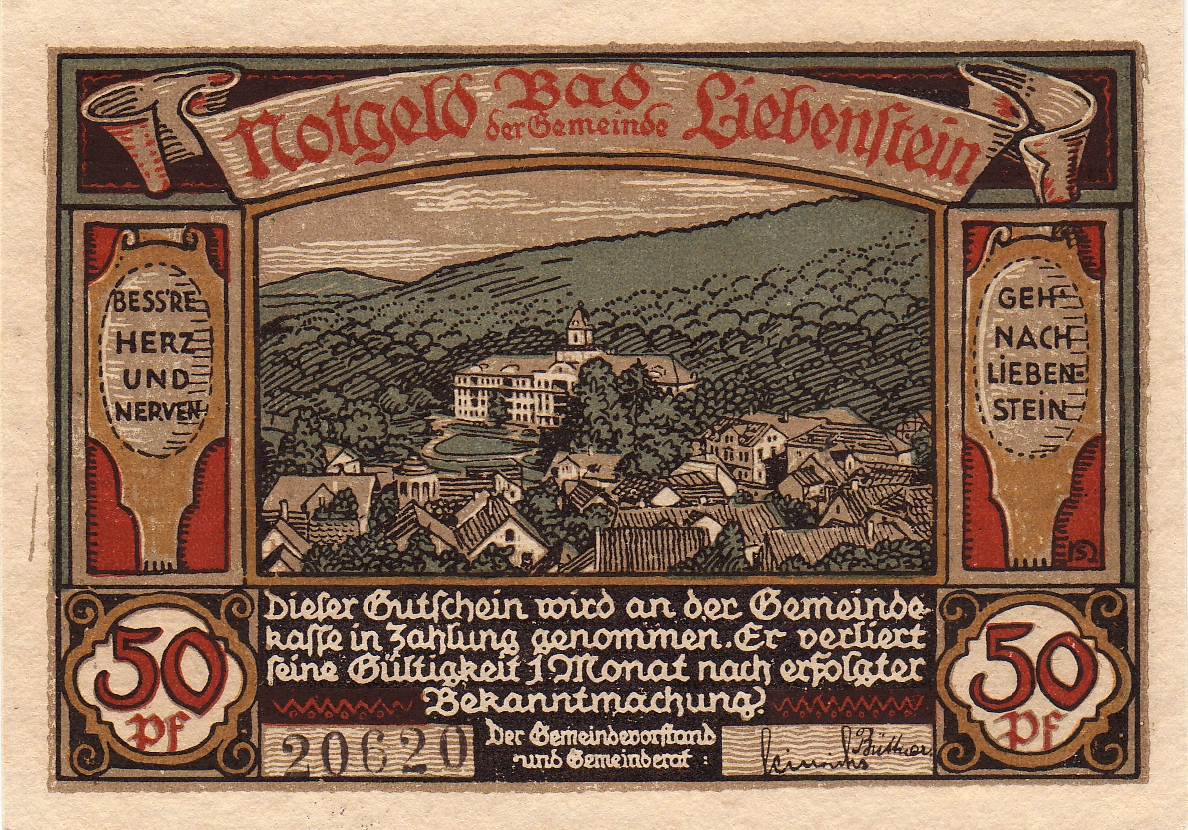 Notgeld Bad Liebenstein
der Gemeinde
BESS'RE
HERZ
UND
NERVEN:
GEH'
NACH
LIEBEN=
STEIN
Dieser Gutschein wird an der Gemeinde-
kasse in Zahlung genommen. Er verliert
seine Gültigkeit 1 Monat nach erfolgter
Bekanntmachung.
50
Pf
50
Pf
20620
Der Gemeindevorstand
und Gemeinderat :
Heinrichs Büttner